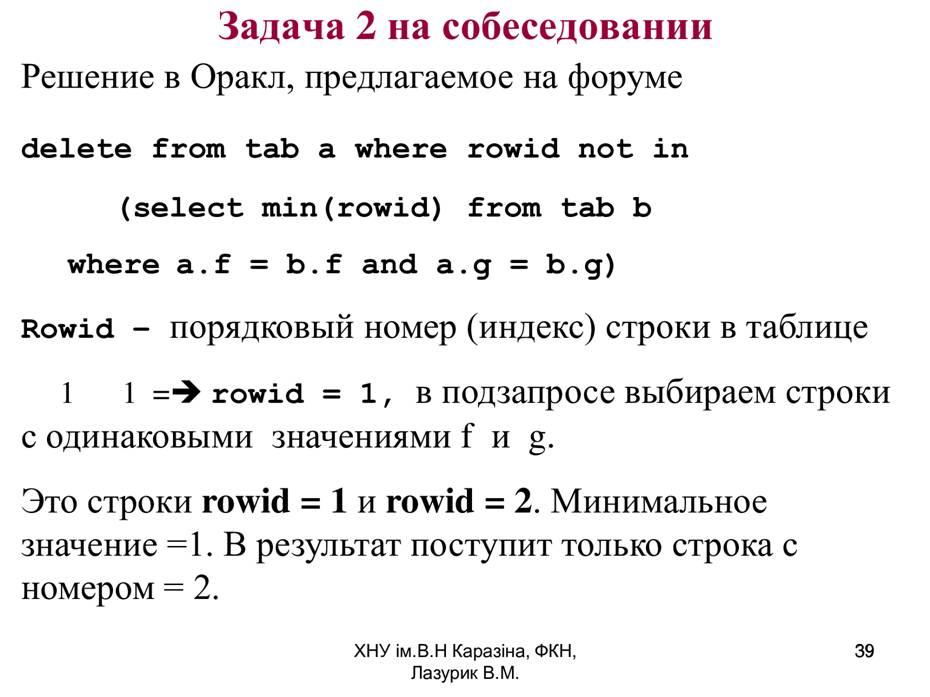 Задача 2 на собеседовании
Решение в Оракл, предлагаемое на форуме
delete from tab a where rowid not in
(select min(rowid) from tab b
where a.f = b.f and a.g = b.g)
Rowid – порядковый номер (индекс) строки в таблице
1 1 =➔ rowid = 1, в подзапросе выбираем строки
с одинаковыми значениями f и g.
Это строки rowid = 1 и rowid = 2. Минимальное
значение =1. В результат поступит только строка с
номером = 2.
ХНУ ім.В.Н Каразіна, ФКН,
Лазурик В.М.
39